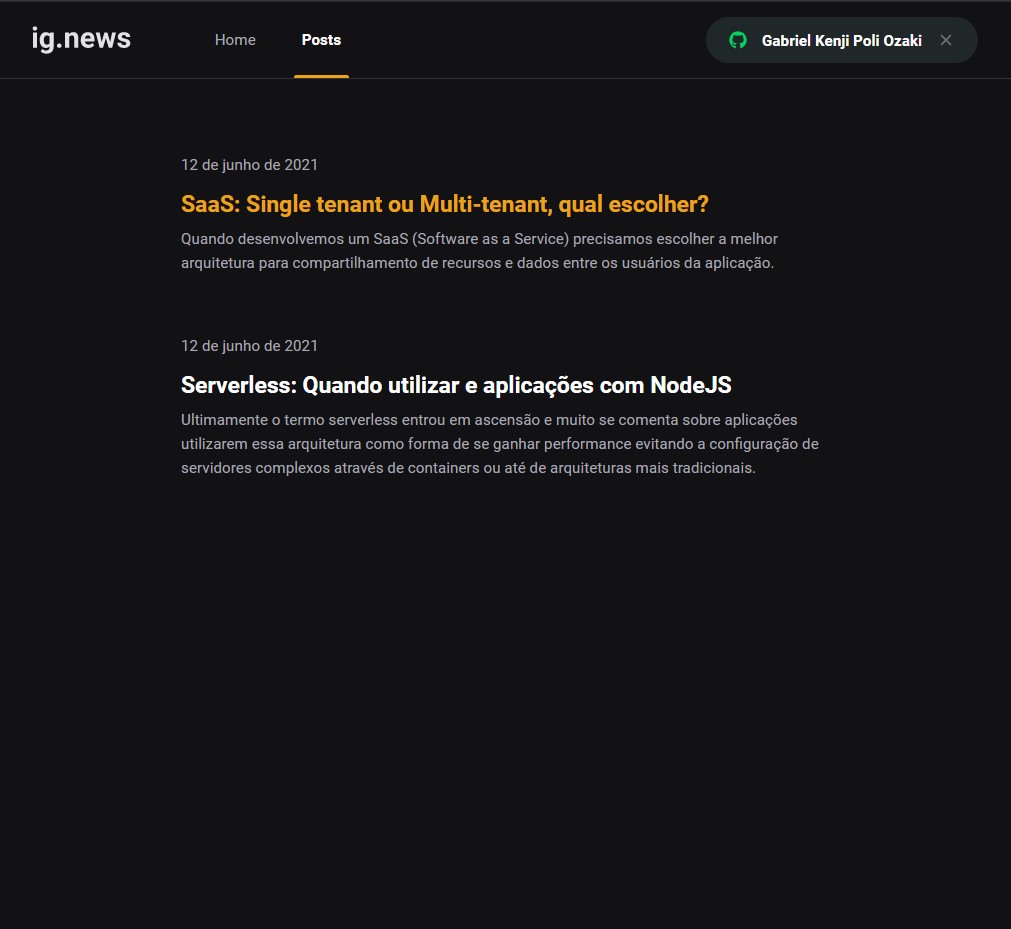 ig.news
Home
Posts
Gabriel Kenji Poli Ozaki
12 de junho de 2021
SaaS: Single tenant ou Multi-tenant, qual escolher?
Quando desenvolvemos um SaaS (Software as a Service) precisamos escolher a melhor
arquitetura para compartilhamento de recursos e dados entre os usuários da aplicação.
12 de junho de 2021
Serverless: Quando utilizar e aplicações com NodeJS
Ultimamente o termo serverless entrou em ascensão e muito se comenta sobre aplicações
utilizarem essa arquitetura como forma de se ganhar performance evitando a configuração de
servidores complexos através de containers ou até de arquiteturas mais tradicionais.